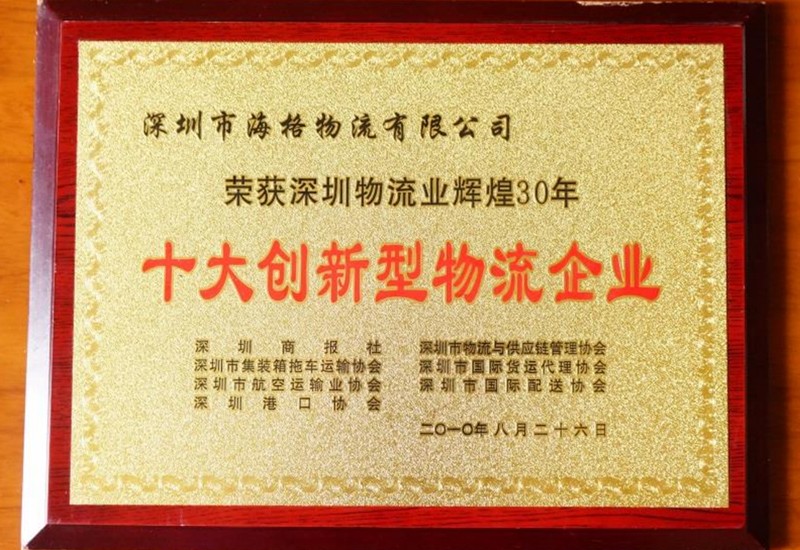 深圳市海格物流有限公司
荣获深圳物流业辉煌30年
十大创新型物流企业
深圳商报社
深圳市集装箱拖车运输协会
深圳市航空运输业协会
深圳港口协会
深圳市物流与供应链管理协会
深圳市国际货运代理协会
深圳市国际配送协会
二〇一〇年八月二十六日